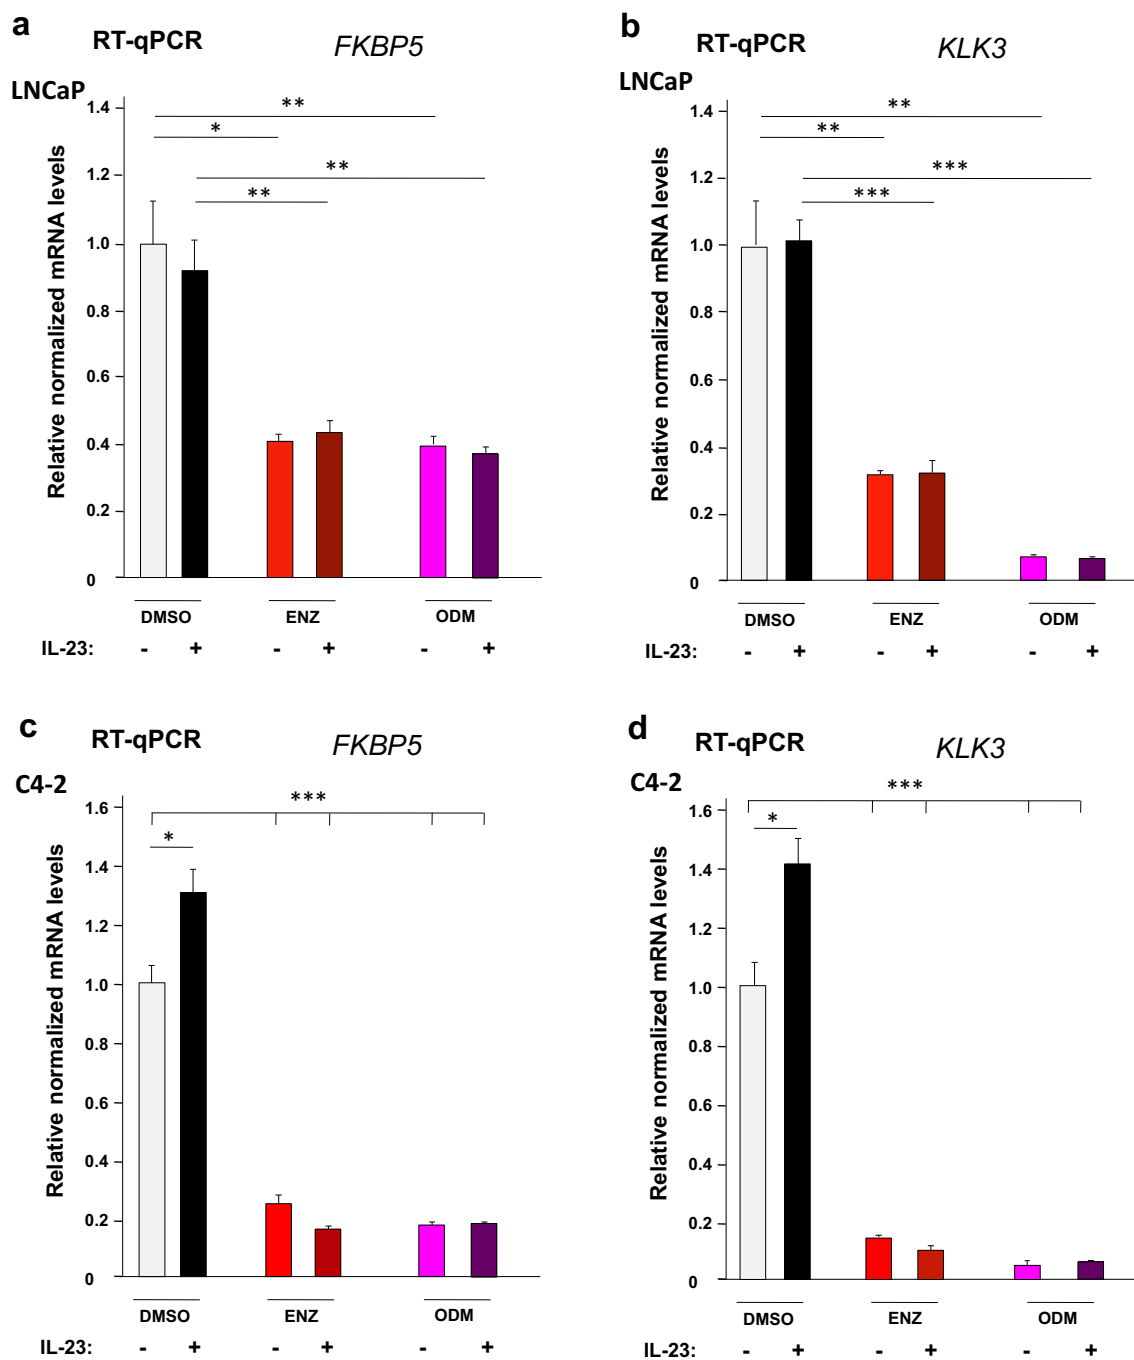 a
RT-qPCR FKBP5
LNCaP
Relative normalized mRNA levels
1.4
1.2
1.0
0.8
0.6
0.4
0.2
0
**
*
**
**
DMSO ENZ ODM
IL-23: - + - + - +
b
RT-qPCR KLK3
LNCaP
Relative normalized mRNA levels
1.4
1.2
1.0
0.8
0.6
0.4
0.2
0
**
**
***
***
DMSO ENZ ODM
- + - + - +
c
RT-qPCR FKBP5
C4-2
Relative normalized mRNA levels
1.6
1.4
1.2
1.0
0.8
0.6
0.4
0.2
0
***
*
DMSO ENZ ODM
IL-23: - + - + - +
d
RT-qPCR KLK3
C4-2
Relative normalized mRNA levels
1.6
1.4
1.2
1.0
0.8
0.6
0.4
0.2
0
***
*
DMSO ENZ ODM
IL-23: - + - + - +